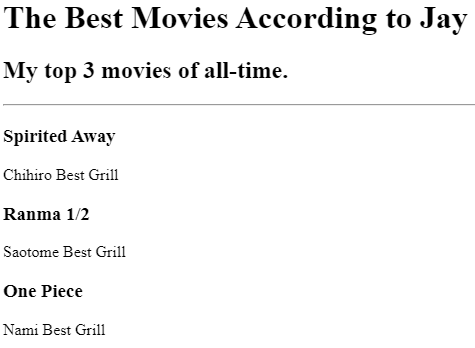 The Best Movies According to Jay
My top 3 movies of all-time.
Spirited Away
Chihiro Best Grill
Ranma 1/2
Saotome Best Grill
One Piece
Nami Best Grill